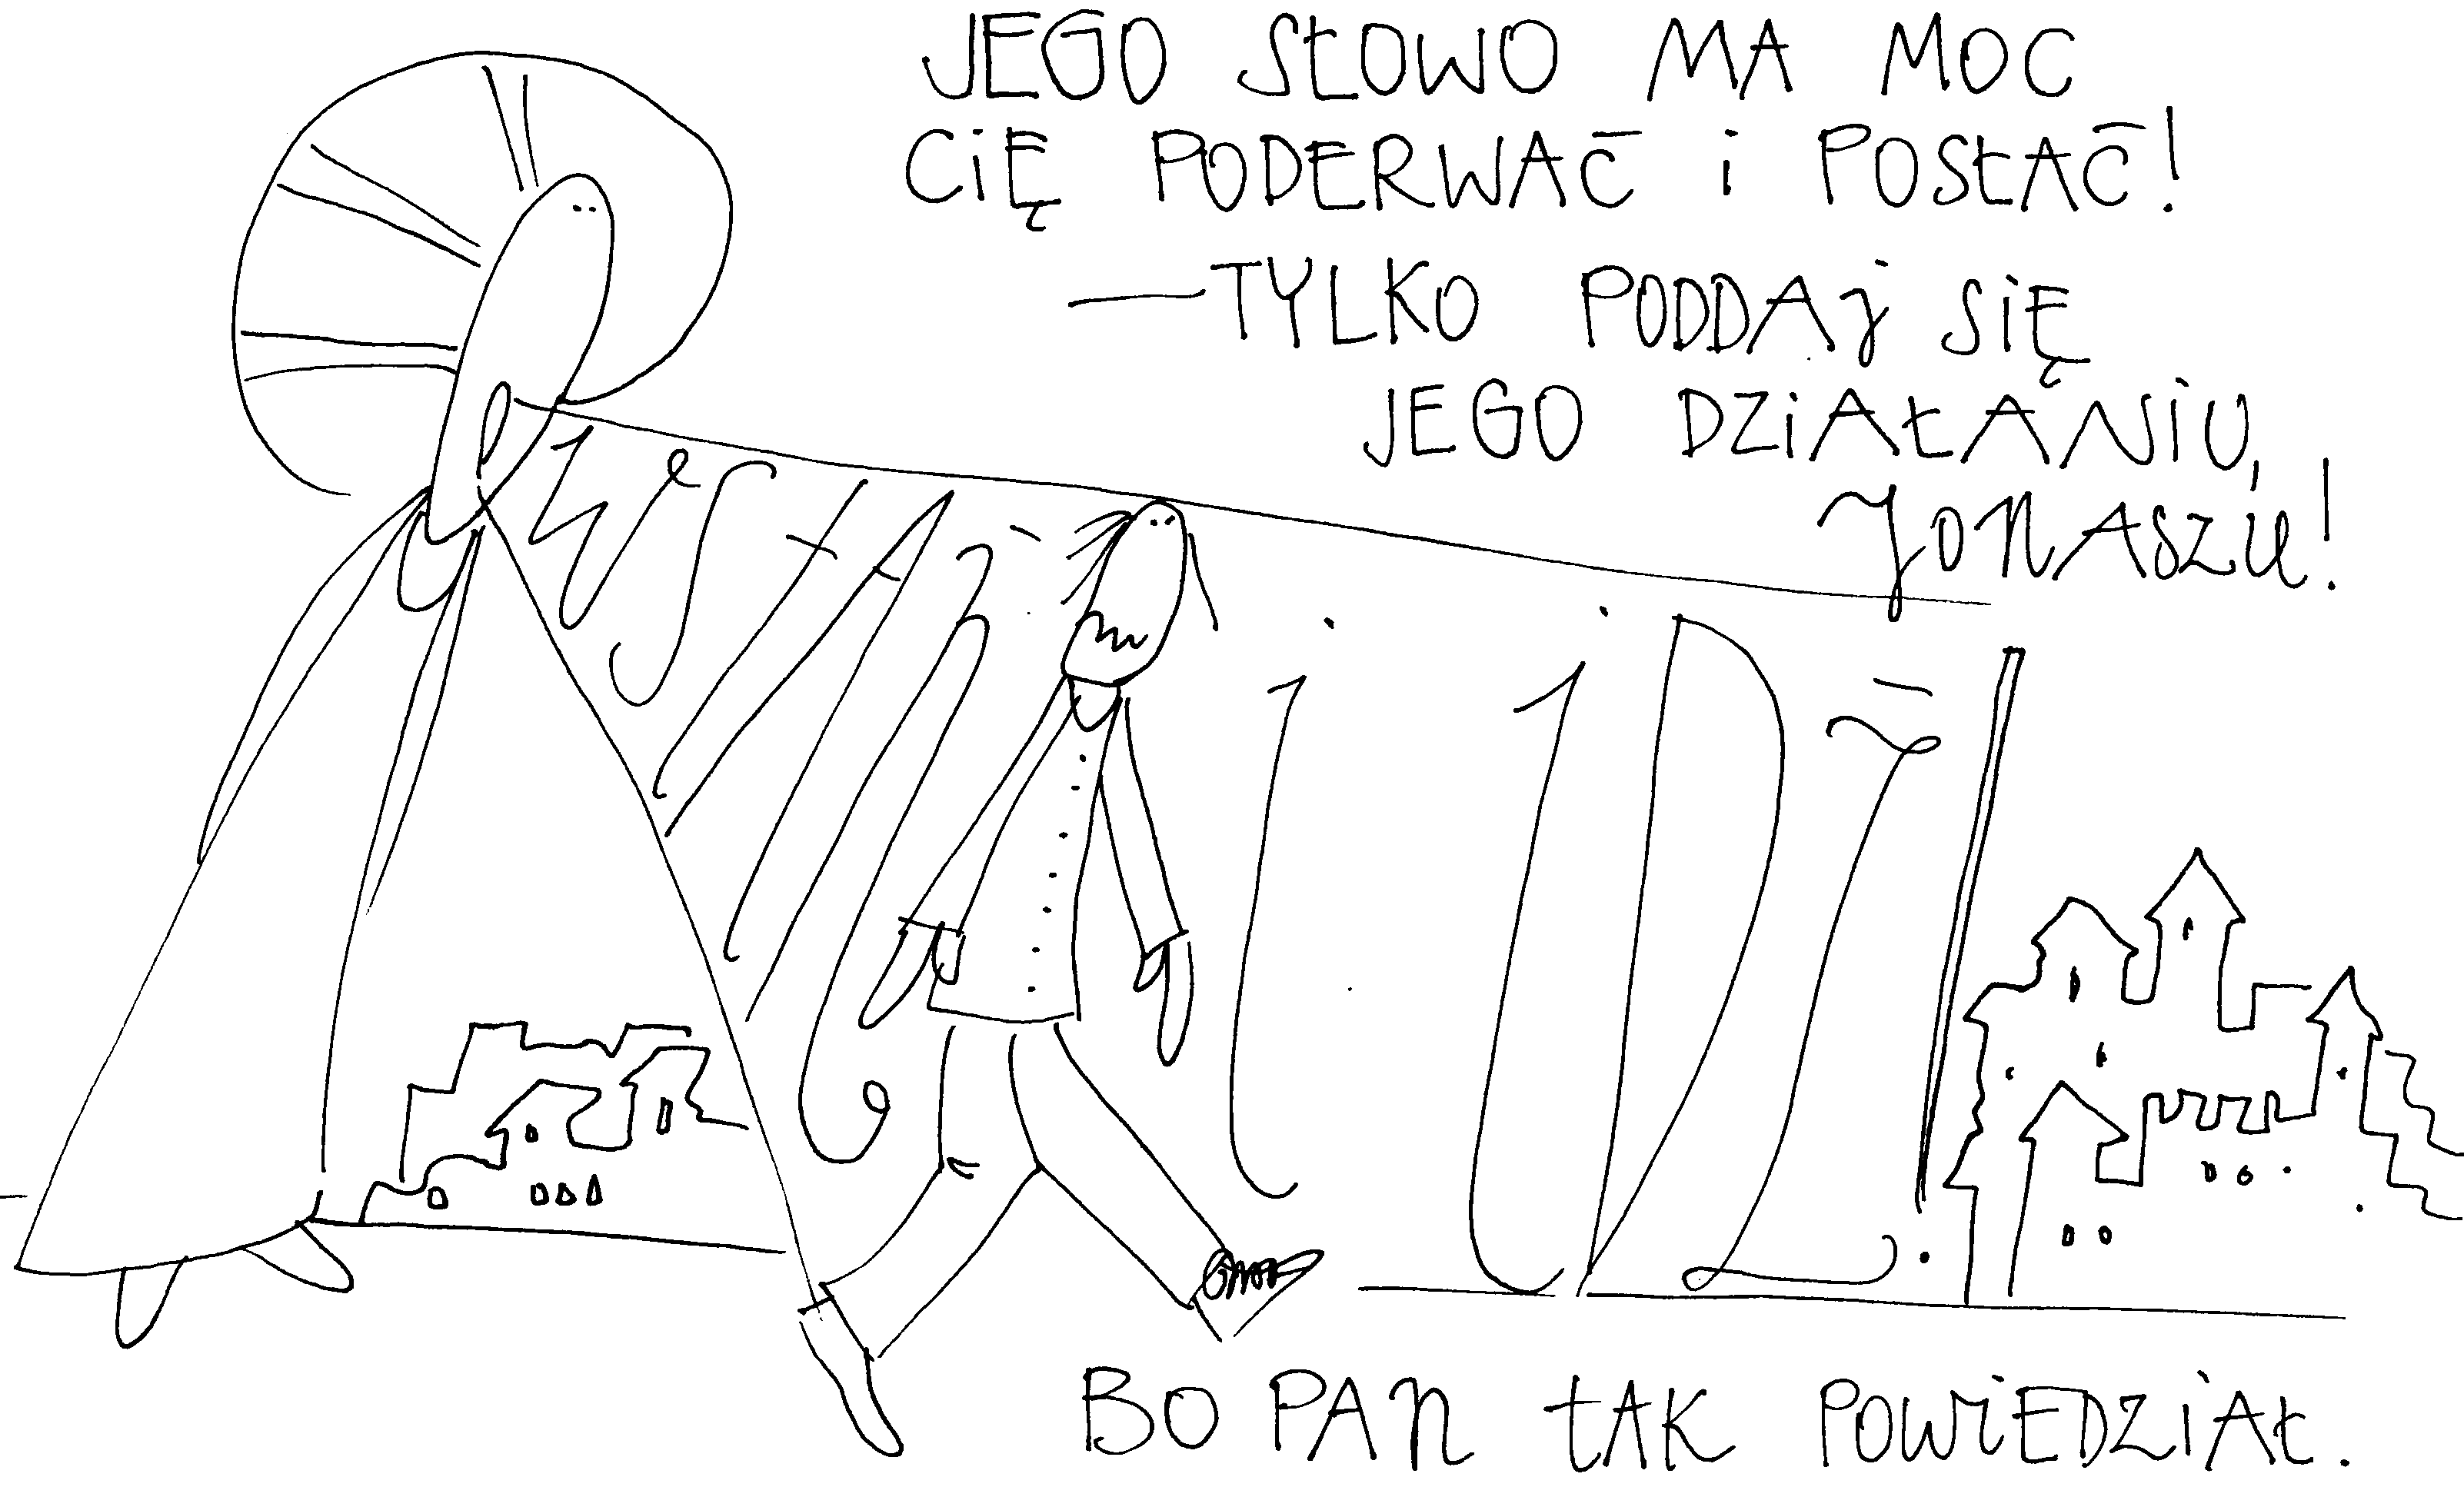 JEGO SŁOWO MA MOC
CIĘ PODERWAĆ I POSŁAĆ!
—TYLKO PODDAJ SIĘ
JEGO DZIAŁANIU,
JONASZU!
WSTAŃ i iDŹ!
BO PAN TAK POWIEDZIAŁ.